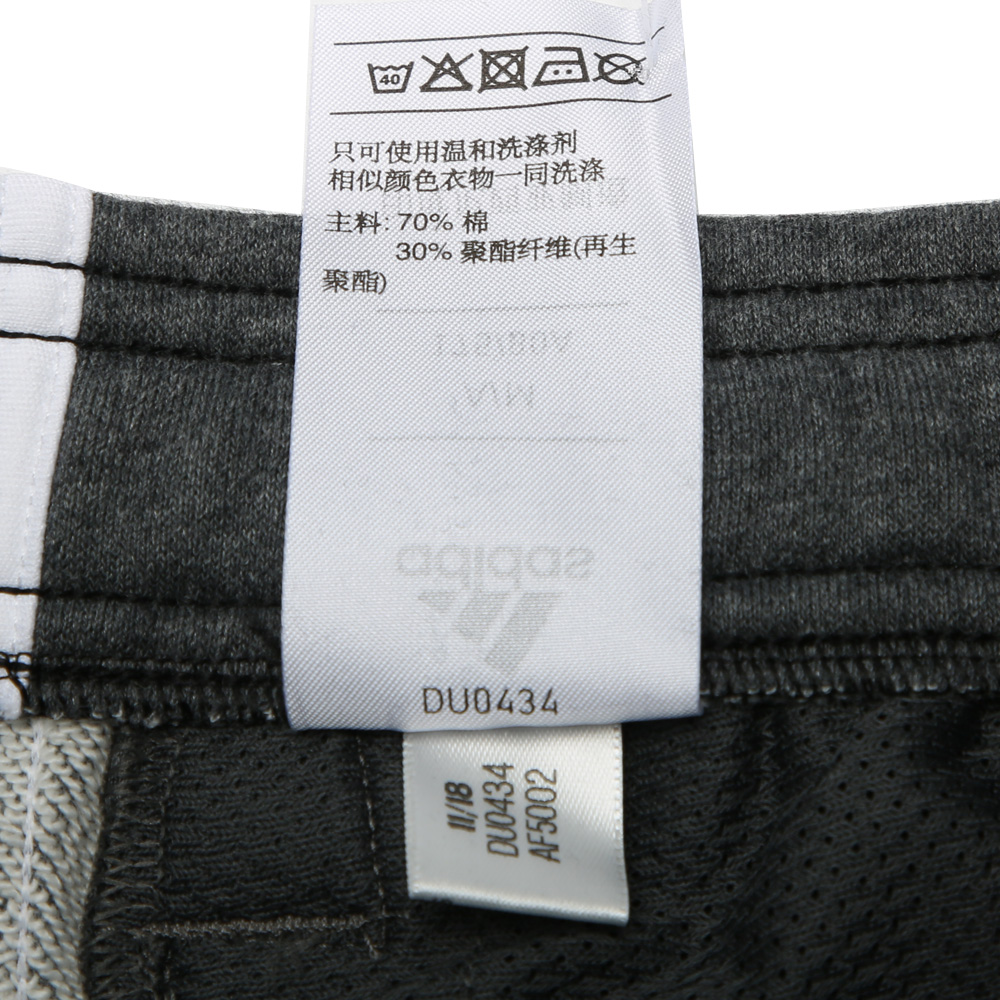 40
只可使用温和洗涤剂
相似颜色衣物一同洗涤
主料: 70% 棉
30% 聚酯纤维(再生
聚酯)
adidas
DU0434
11/18
DU0434
AF5002